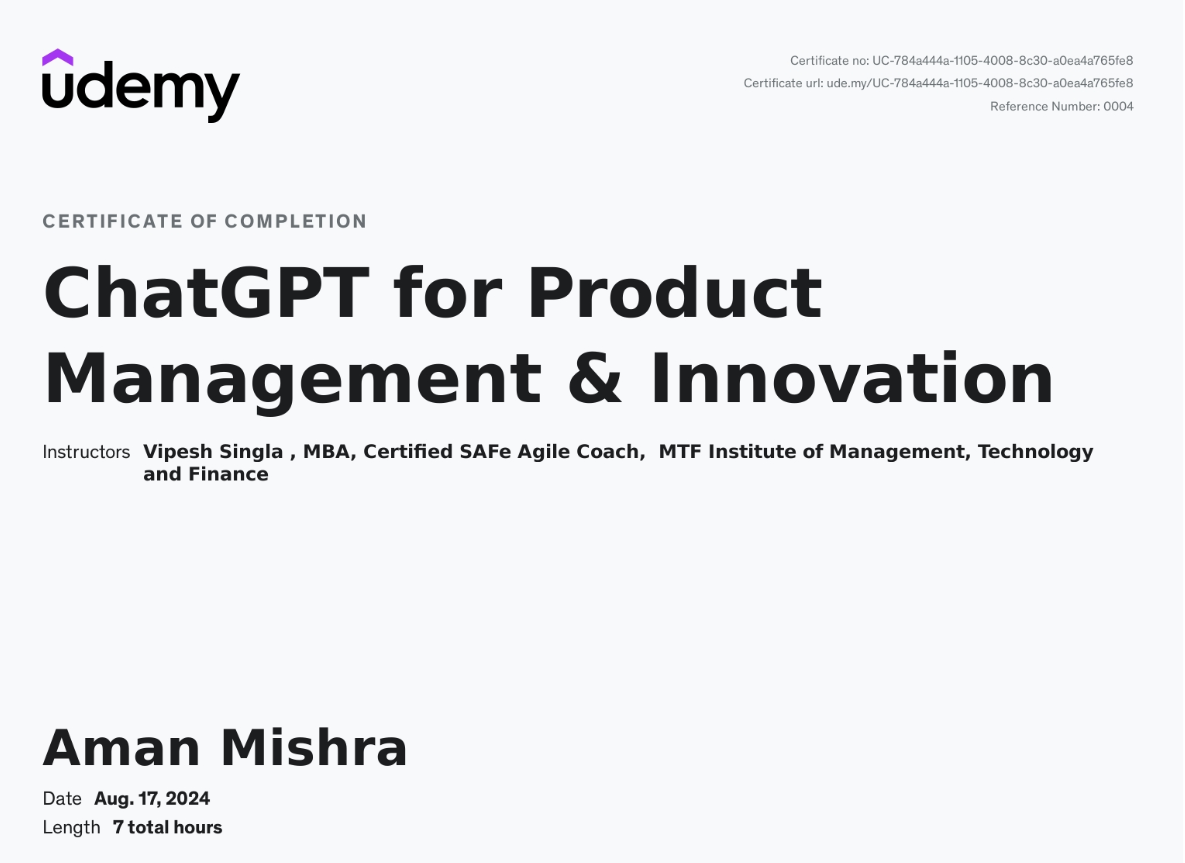 udemy
Certificate no: UC-784a444a-1105-4008-8c30-a0ea4a765fe8
Certificate url: ude.my/UC-784a444a-1105-4008-8c30-a0ea4a765fe8
Reference Number: 0004
CERTIFICATE OF COMPLETION
ChatGPT for Product
Management & Innovation
Instructors Vipesh Singla , MBA, Certified SAFe Agile Coach,  MTF Institute of Management, Technology
and Finance
Aman Mishra
Date Aug. 17, 2024
Length 7 total hours